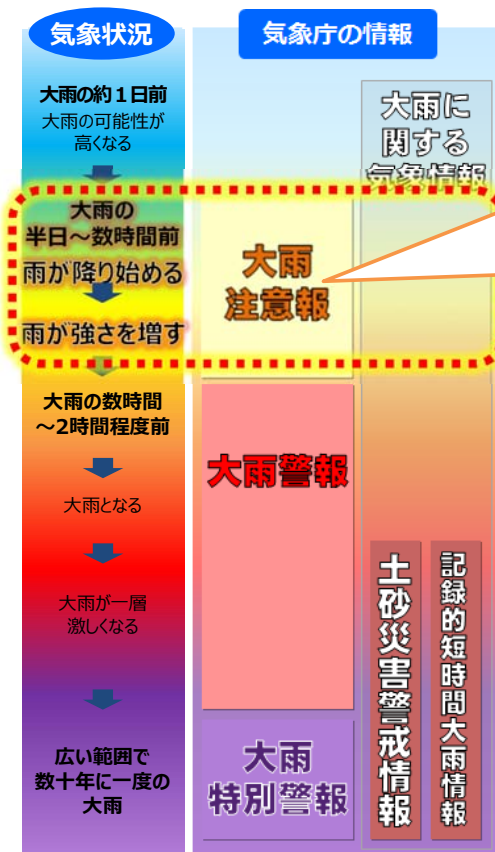 気象状況
気象庁の情報
大雨の約１日前
大雨の可能性が
高くなる
大雨の
半日～数時間前
雨が降り始める
雨が強さを増す
大雨の数時間
～2時間程度前
大雨となる
大雨が一層
激しくなる
広い範囲で
数十年に一度の
大雨
大雨
注意報
大雨警報
大雨
特別警報
大雨に
関する
気象情報
土砂災害警戒情報
記録的短時間大雨情報